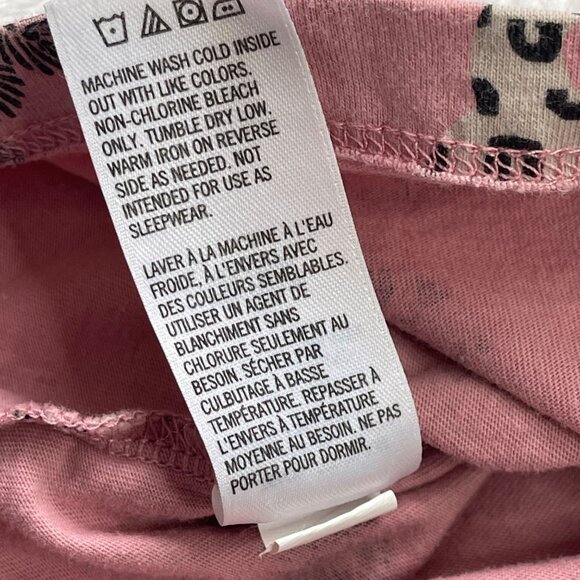 MACHINE WASH COLD INSIDE
OUT WITH LIKE COLORS.
NON-CHLORINE BLEACH
ONLY. TUMBLE DRY LOW.
WARM IRON ON REVERSE
SIDE AS NEEDED. NOT
INTENDED FOR USE AS
SLEEPWEAR.
LAVER À LA MACHINE À L'EAU
FROIDE, À L'ENVERS AVEC
DES COULEURS SEMBLABLES.
UTILISER UN AGENT DE
BLANCHIMENT SANS
CHLORURE SEULEMENT AU
BESOIN. SÉCHER PAR
CULBUTAGE À BASSE
TEMPÉRATURE. REPASSER À
L'ENVERS À TEMPÉRATURE
MOYENNE AU BESOIN. NE PAS
PORTER POUR DORMIR.